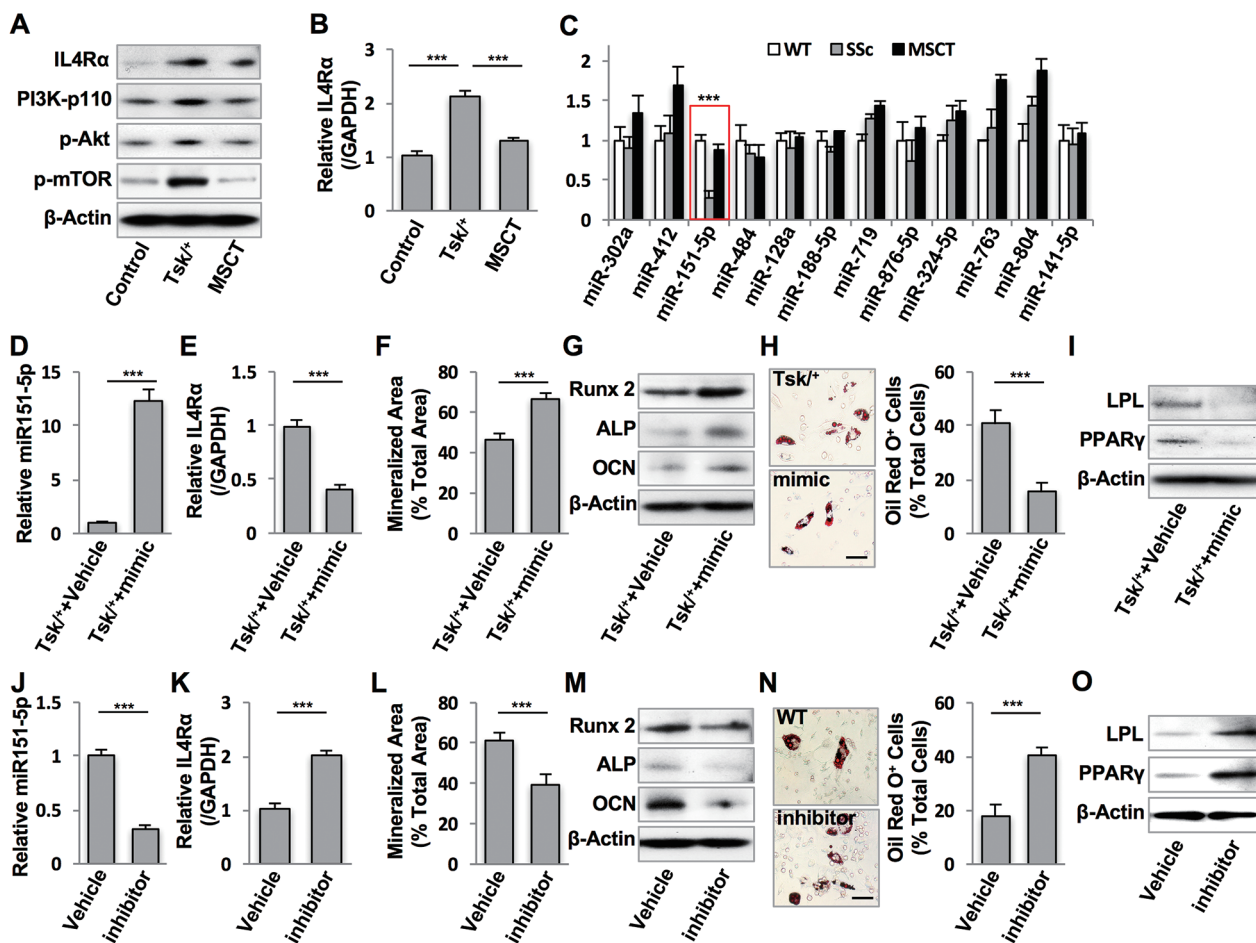 A
IL4Rα
PI3K-p110
p-Akt
p-mTOR
β-Actin
Control
Tsk/⁺
MSCT
B
Relative IL4Rα
(/GAPDH)
3
2
1
0
***
***
Control
Tsk/⁺
MSCT
C
WT
SSc
MSCT
2
1.5
1
0.5
0
***
miR-302a
miR-412
miR-151-5p
miR-484
miR-128a
miR-188-5p
miR-719
miR-876-5p
miR-324-5p
miR-763
miR-804
miR-141-5p
D
Relative miR151-5p
15
10
5
0
***
Tsk/⁺+Vehicle
Tsk/⁺+mimic
E
Relative IL4Rα
(/GAPDH)
1.5
1
0.5
0
***
Tsk/⁺+Vehicle
Tsk/⁺+mimic
F
Mineralized Area
(% Total Area)
80
60
40
20
0
***
Tsk/⁺+Vehicle
Tsk/⁺+mimic
G
Runx 2
ALP
OCN
β-Actin
Tsk/⁺+Vehicle
Tsk/⁺+mimic
H
Tsk/⁺
mimic
Oil Red O⁺ Cells
(% Total Cells)
60
40
20
0
***
Tsk/⁺+Vehicle
Tsk/⁺+mimic
I
LPL
PPARγ
β-Actin
Tsk/⁺+Vehicle
Tsk/⁺+mimic
J
Relative miR151-5p
1.5
1
0.5
0
***
Vehicle
inhibitor
K
Relative IL4Rα
(/GAPDH)
3
2
1
0
***
Vehicle
inhibitor
L
Mineralized Area
(% Total Area)
80
60
40
20
0
***
Vehicle
inhibitor
M
Runx 2
ALP
OCN
β-Actin
Vehicle
inhibitor
N
WT
inhibitor
Oil Red O⁺ Cells
(% Total Cells)
60
40
20
0
***
Vehicle
inhibitor
O
LPL
PPARγ
β-Actin
Vehicle
inhibitor